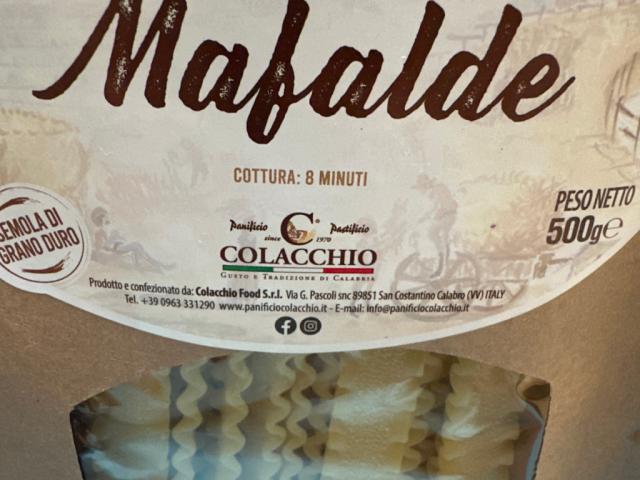 Mafalde
COTTURA: 8 MINUTI
SEMOLA DI
GRANO DURO
PESO NETTO
500g e
Panificio Pastificio
since 1970
COLACCHIO
GUSTO E TRADIZIONE DI CALABRIA
Prodotto e confezionato da: Colacchio Food S.r.l. Via G. Pascoli snc 89851 San Costantino Calabro (VV) ITALY
Tel. +39 0963 331290 www.panificiocolacchio.it - E-mail: info@panificiocolacchio.it